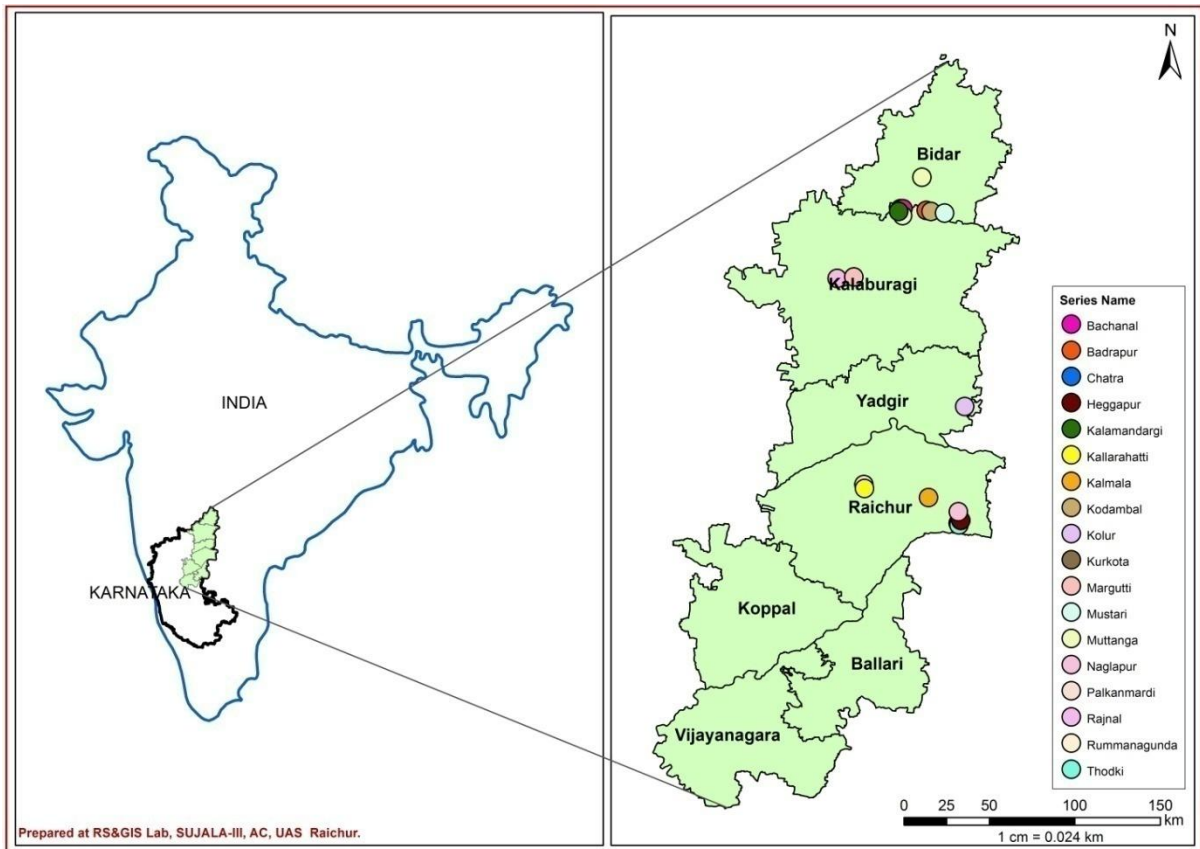 INDIA
KARNATAKA
Prepared at RS&GIS Lab, SUJALA-III, AC, UAS Raichur.
N
Bidar
Kalaburagi
Yadgir
Raichur
Koppal
Ballari
Vijayanagara
Series Name
Bachanal
Badrapur
Chatra
Heggapur
Kalamandargi
Kallarahatti
Kalmala
Kodambal
Kolur
Kurkota
Margutti
Mustari
Muttanga
Naglapur
Palkanmardi
Rajnal
Rummanagunda
Thodki
0 25 50 100 150
km
1 cm = 0.024 km